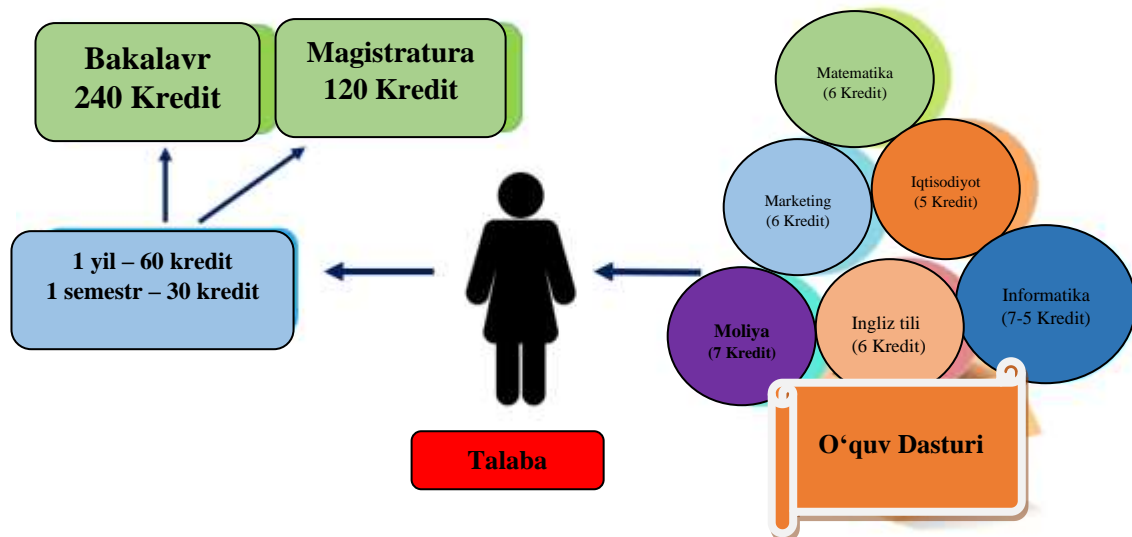 Bakalavr
240 Kredit
Magistratura
120 Kredit
1 yil – 60 kredit
1 semestr – 30 kredit
Talaba
Matematika
(6 Kredit)
Marketing
(6 Kredit)
Iqtisodiyot
(5 Kredit)
Moliya
(7 Kredit)
Ingliz tili
(6 Kredit)
Informatika
(7-5 Kredit)
O‘quv Dasturi